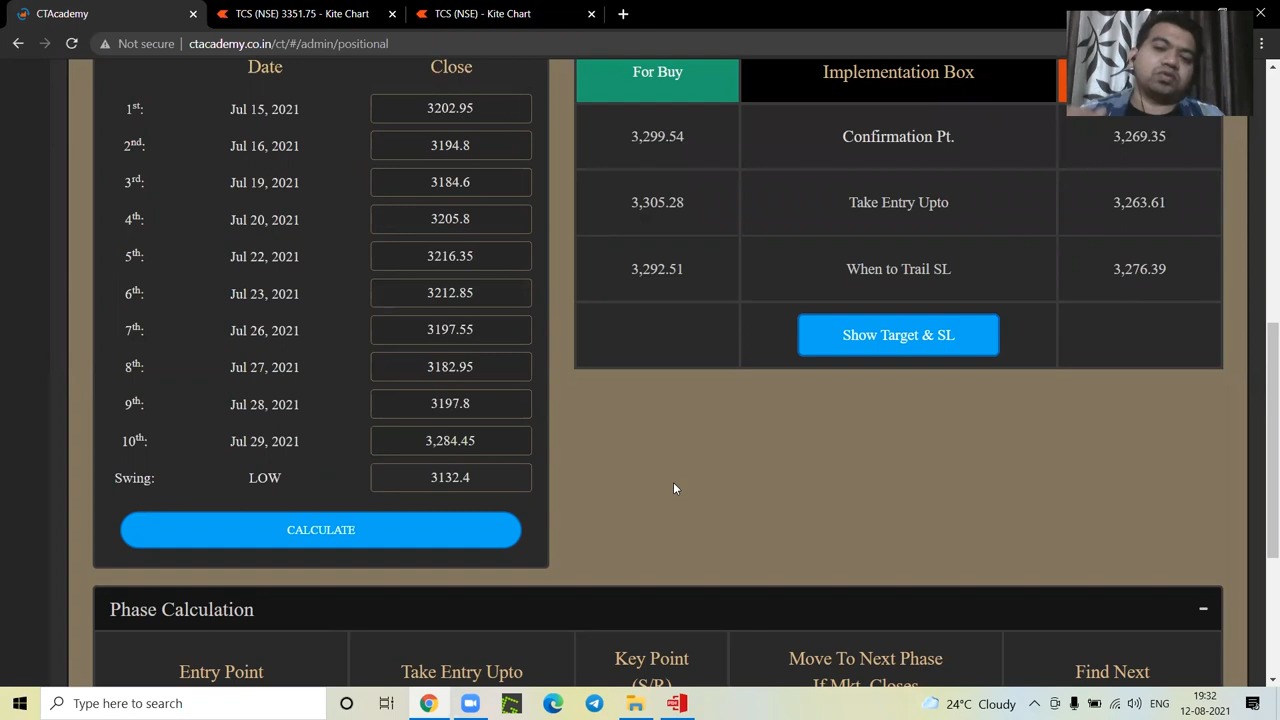 CTAcademy
TCS (NSE) 3351.75 - Kite Chart
TCS (NSE) - Kite Chart
Not secure
ctacademy.co.in/ct/#/admin/positional
Date Close
1st: Jul 15, 2021 3202.95
2nd: Jul 16, 2021 3194.8
3rd: Jul 19, 2021 3184.6
4th: Jul 20, 2021 3205.8
5th: Jul 22, 2021 3216.35
6th: Jul 23, 2021 3212.85
7th: Jul 26, 2021 3197.55
8th: Jul 27, 2021 3182.95
9th: Jul 28, 2021 3197.8
10th: Jul 29, 2021 3,284.45
Swing: LOW 3132.4
CALCULATE
For Buy Implementation Box
3,299.54 Confirmation Pt. 3,269.35
3,305.28 Take Entry Upto 3,263.61
3,292.51 When to Trail SL 3,276.39
Show Target & SL
Phase Calculation
Entry Point
Take Entry Upto
Key Point
(S/R)
Move To Next Phase
If Mkt. Closes
Find Next
Type here to search
24°C Cloudy
ENG
19:32
12-08-2021